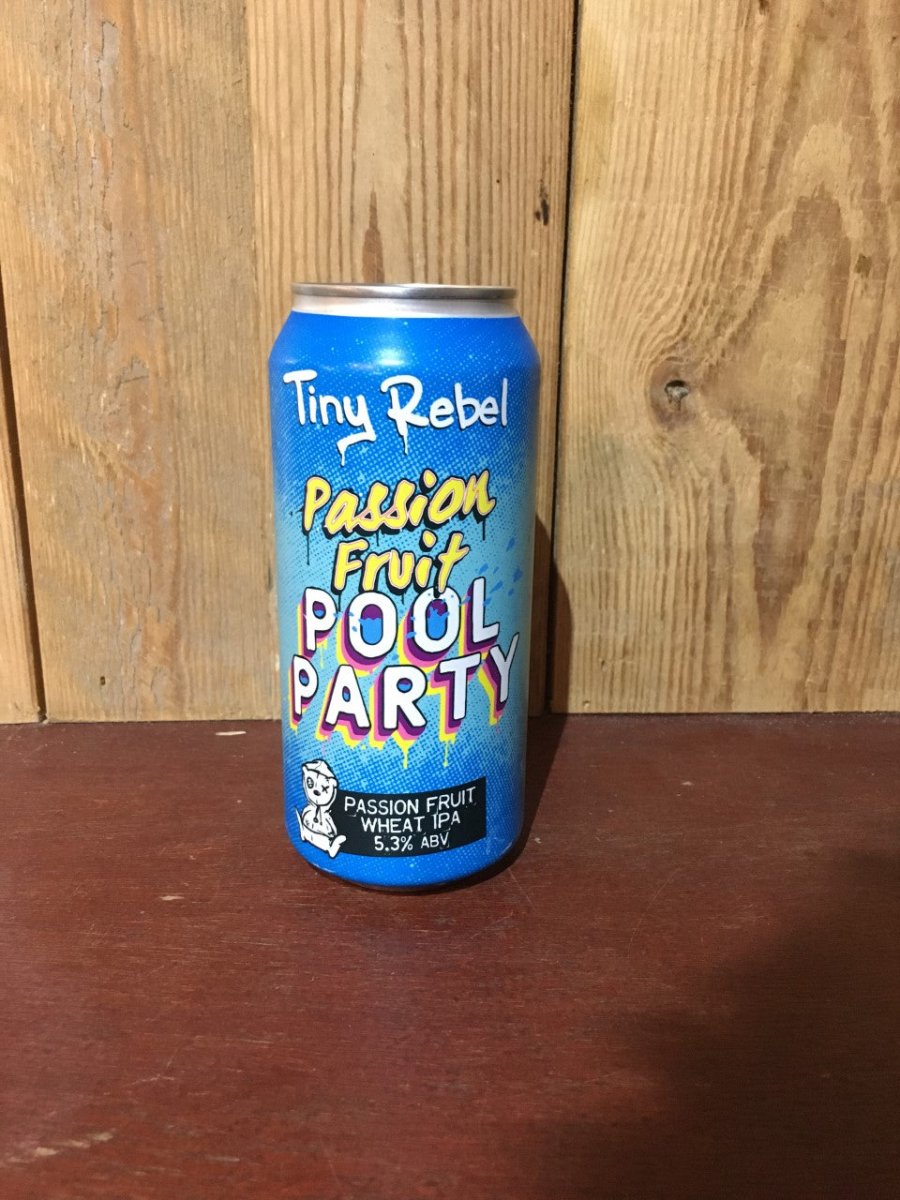 Tiny Rebel
Passion
Fruit
POOL
PARTY
PASSION FRUIT
WHEAT IPA
5.3% ABV